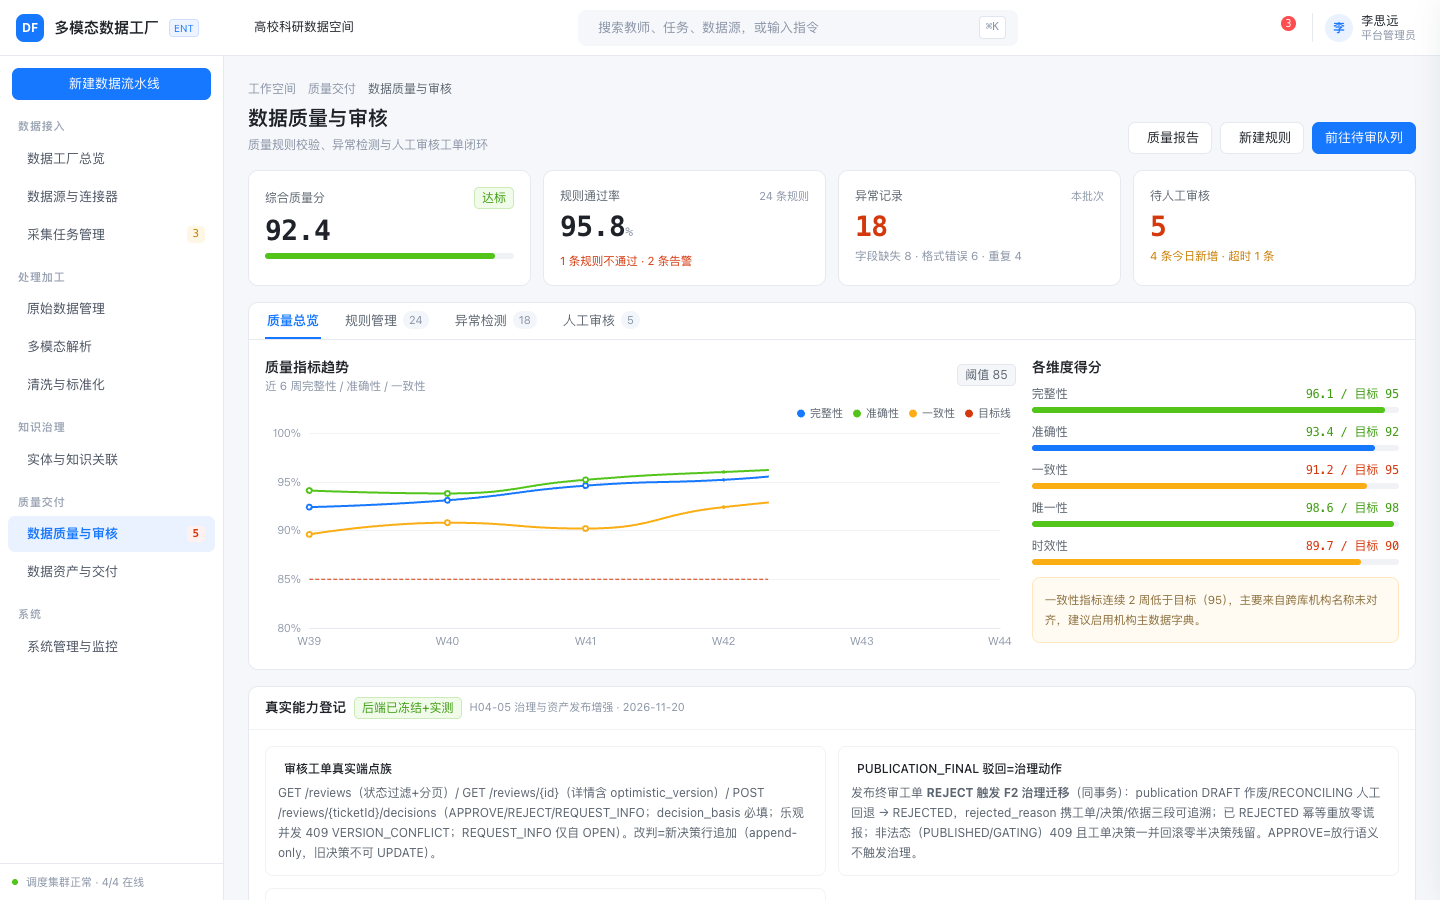 DF 多模态数据工厂 ENT 高校科研数据空间 搜索教师、任务、数据源，或输入指令 ⌘K 3 李 李思远
平台管理员
新建数据流水线
数据接入
数据工厂总览
数据源与连接器
采集任务管理 3
处理加工
原始数据管理
多模态解析
清洗与标准化
知识治理
实体与知识关联
质量交付
数据质量与审核 5
数据资产与交付
系统
系统管理与监控
调度集群正常 · 4/4 在线
工作空间 质量交付 数据质量与审核
数据质量与审核
质量规则校验、异常检测与人工审核工单闭环
质量报告 新建规则 前往待审队列
综合质量分 达标
92.4
规则通过率 24 条规则
95.8%
1 条规则不通过 · 2 条告警
异常记录 本批次
18
字段缺失 8 · 格式错误 6 · 重复 4
待人工审核
5
4 条今日新增 · 超时 1 条
质量总览 规则管理 24 异常检测 18 人工审核 5
质量指标趋势
近 6 周完整性 / 准确性 / 一致性
阈值 85
完整性 准确性 一致性 目标线
100%
95%
90%
85%
80%
W39 W40 W41 W42 W43 W44
各维度得分
完整性 96.1 / 目标 95
准确性 93.4 / 目标 92
一致性 91.2 / 目标 95
唯一性 98.6 / 目标 98
时效性 89.7 / 目标 90
一致性指标连续 2 周低于目标（95），主要来自跨库机构名称未对
齐，建议启用机构主数据字典。
真实能力登记 后端已冻结+实测 H04-05 治理与资产发布增强 · 2026-11-20
审核工单真实端点族
GET /reviews（状态过滤+分页）/ GET /reviews/{id}（详情含 optimistic_version）/ POST
/reviews/{ticketId}/decisions（APPROVE/REJECT/REQUEST_INFO；decision_basis 必填；乐观
并发 409 VERSION_CONFLICT；REQUEST_INFO 仅自 OPEN）。改判=新决策行追加（append-
only，旧决策不可 UPDATE）。
PUBLICATION_FINAL 驳回=治理动作
发布终审工单 REJECT 触发 F2 治理迁移（同事务）：publication DRAFT 作废/RECONCILING 人工
回退 → REJECTED，rejected_reason 携工单/决策/依据三段可追溯；已 REJECTED 幂等重放零谎
报；非法态（PUBLISHED/GATING）409 且工单决策一并回滚零半决策残留。APPROVE=放行语义
不触发治理。